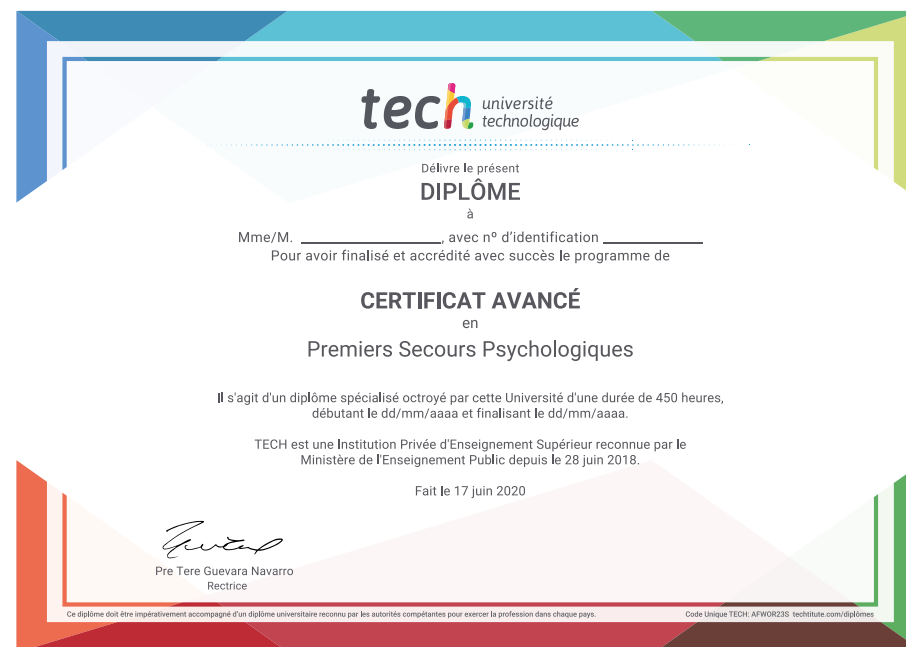 tech université
technologique
Délivre le présent
DIPLÔME
à
Mme/M. ____________________, avec nº d'identification ______________
Pour avoir finalisé et accrédité avec succès le programme de
CERTIFICAT AVANCÉ
en
Premiers Secours Psychologiques
Il s'agit d'un diplôme spécialisé octroyé par cette Université d'une durée de 450 heures,
débutant le dd/mm/aaaa et finalisant le dd/mm/aaaa.
TECH est une Institution Privée d'Enseignement Supérieur reconnue par le
Ministère de l'Enseignement Public depuis le 28 juin 2018.
Fait le 17 juin 2020
Pre Tere Guevara Navarro
Rectrice
Ce diplôme doit être impérativement accompagné d'un diplôme universitaire reconnu par les autorités compétantes pour exercer la profession dans chaque pays.
Code Unique TECH: AFWOR23S techtitute.com/diplômes